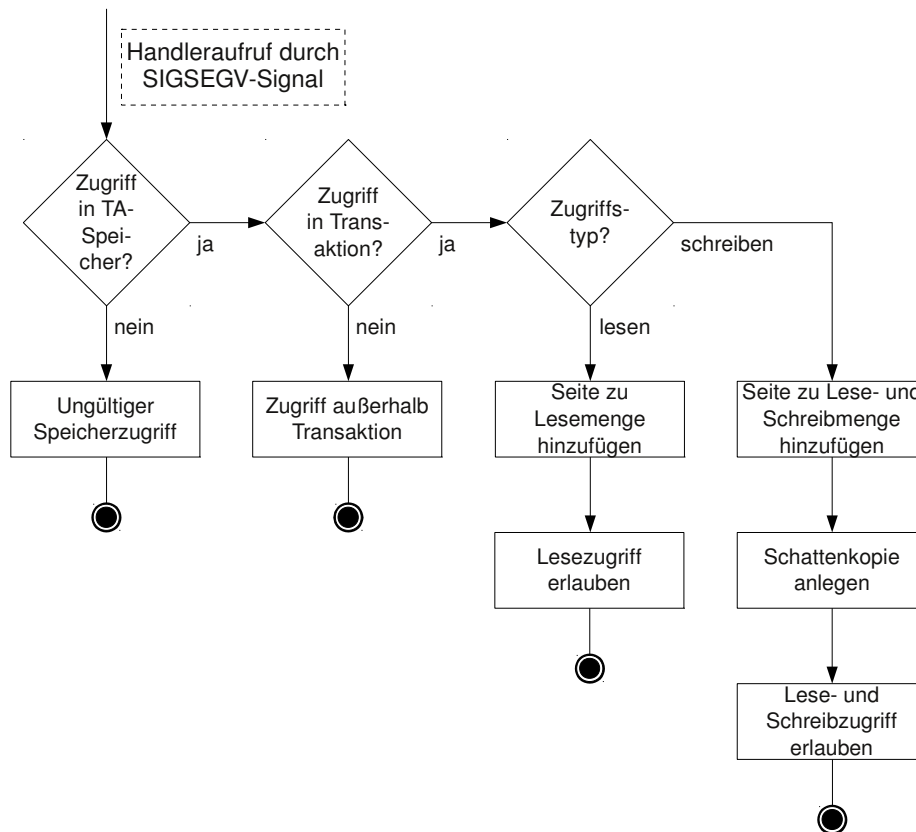 Handleraufruf durch
SIGSEGV-Signal
Zugriff
in TA-
Spei-
cher?
ja
nein
Zugriff
in Trans-
aktion?
ja
nein
Zugriffs-
typ?
schreiben
lesen
Ungültiger
Speicherzugriff
Zugriff außerhalb
Transaktion
Seite zu
Lesemenge
hinzufügen
Seite zu Lese- und
Schreibmenge
hinzufügen
Lesezugriff
erlauben
Schattenkopie
anlegen
Lese- und
Schreibzugriff
erlauben